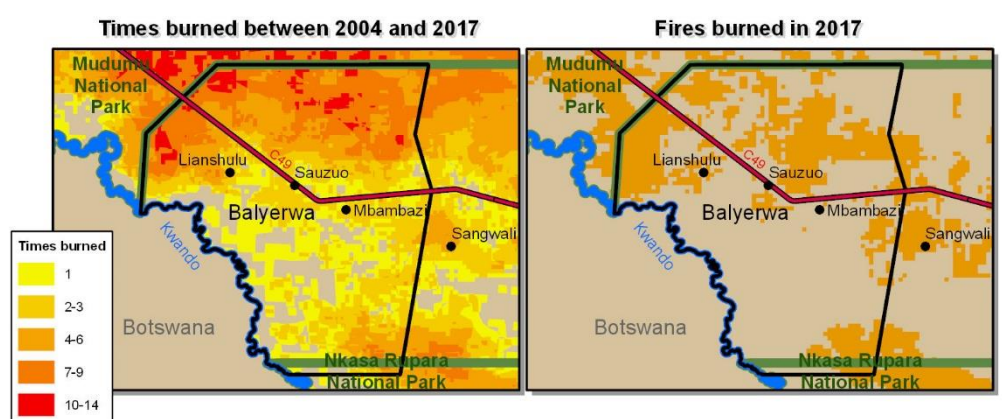 Times burned between 2004 and 2017
Mudumu
National
Park
C49
Lianshulu
Sauzuo
Balyerwa
Mbambazi
Sangwali
Kwando
Botswana
Nkasa Rupara
National Park
Times burned
1
2-3
4-6
7-9
10-14
Fires burned in 2017
Mudumu
National
Park
C49
Lianshulu
Sauzuo
Balyerwa
Mbambazi
Sangwali
Kwando
Botswana
Nkasa Rupara
National Park